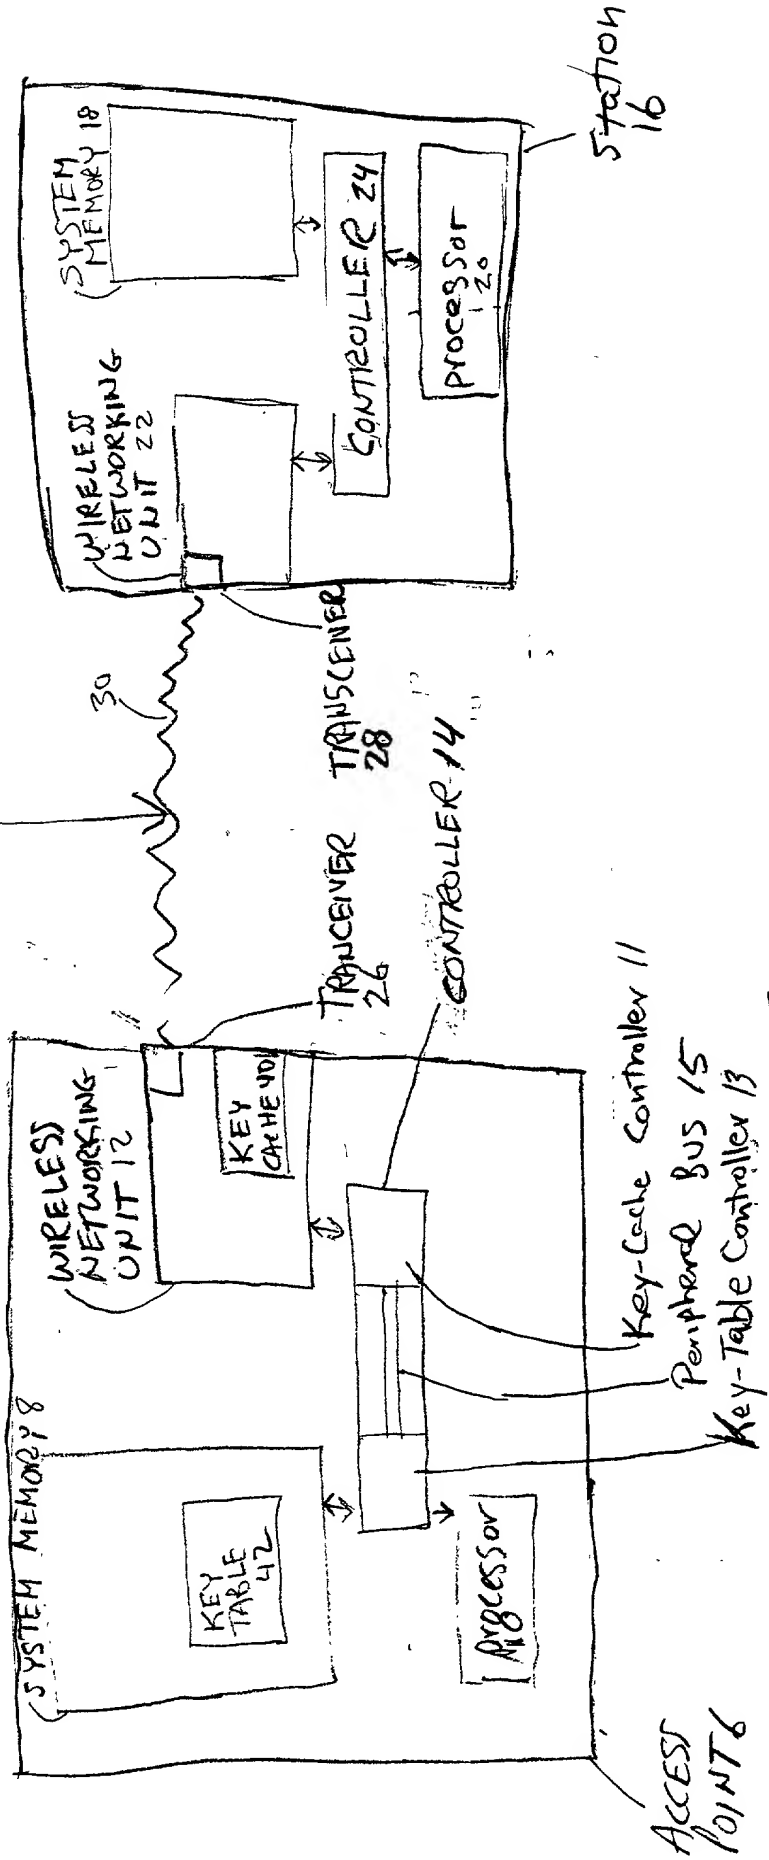 SYSTEM MEMORY 8
KEY
TABLE
42
WIRELESS
NETWORKING
UNIT 12
KEY
CACHE 40
Processor
10
ACCESS
POINT 6
TRANCEIVER
26
CONTROLLER 14
Key-Cache Controller 11
Peripheral BUS 15
Key-Table Controller 13
30
TRANSCEIVER
28
WIRELESS
NETWORKING
UNIT 22
SYSTEM
MEMORY 18
CONTROLLER 24
processor
20
Station
16